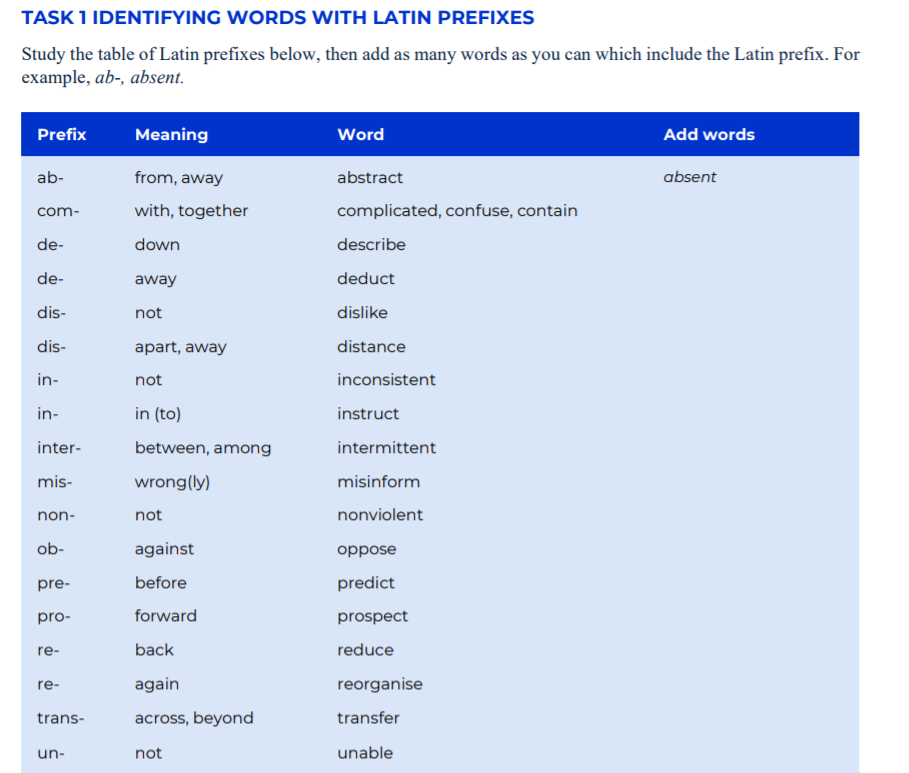 TASK 1 IDENTIFYING WORDS WITH LATIN PREFIXES
Study the table of Latin prefixes below, then add as many words as you can which include the Latin prefix. For
example, ab-, absent.
Prefix Meaning Word Add words
ab- from, away abstract absent
com- with, together complicated, confuse, contain
de- down describe
de- away deduct
dis- not dislike
dis- apart, away distance
in- not inconsistent
in- in (to) instruct
inter- between, among intermittent
mis- wrong(ly) misinform
non- not nonviolent
ob- against oppose
pre- before predict
pro- forward prospect
re- back reduce
re- again reorganise
trans- across, beyond transfer
un- not unable